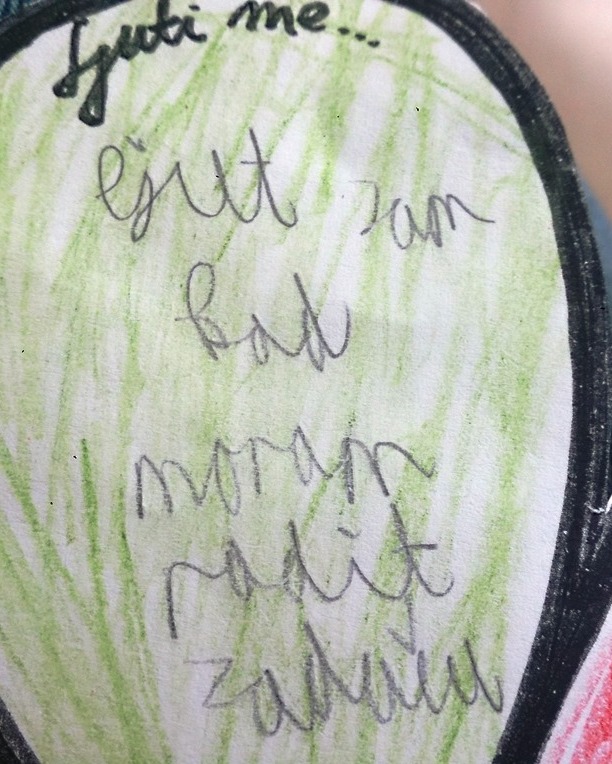 Ljuti me...
ljut sam
kad
moram
radit
zadaću